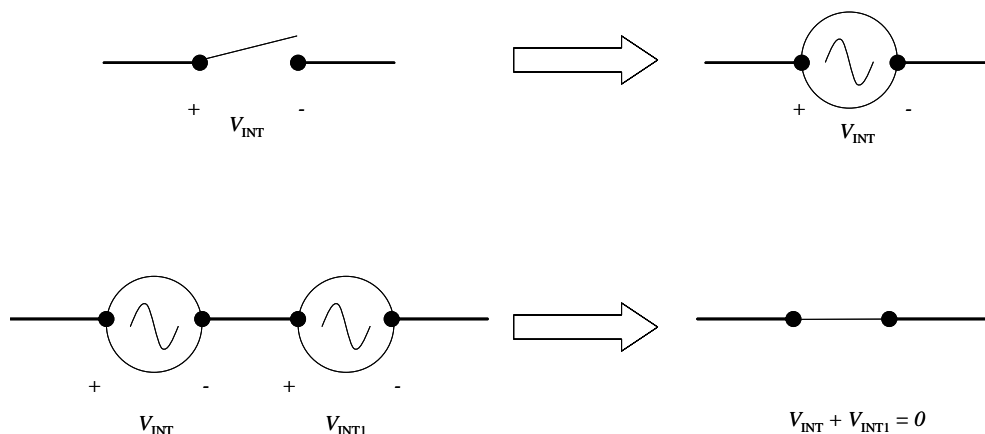 + -
V_INT
+ -
V_INT
+ - + -
V_INT V_INT1
V_INT + V_INT1 = 0